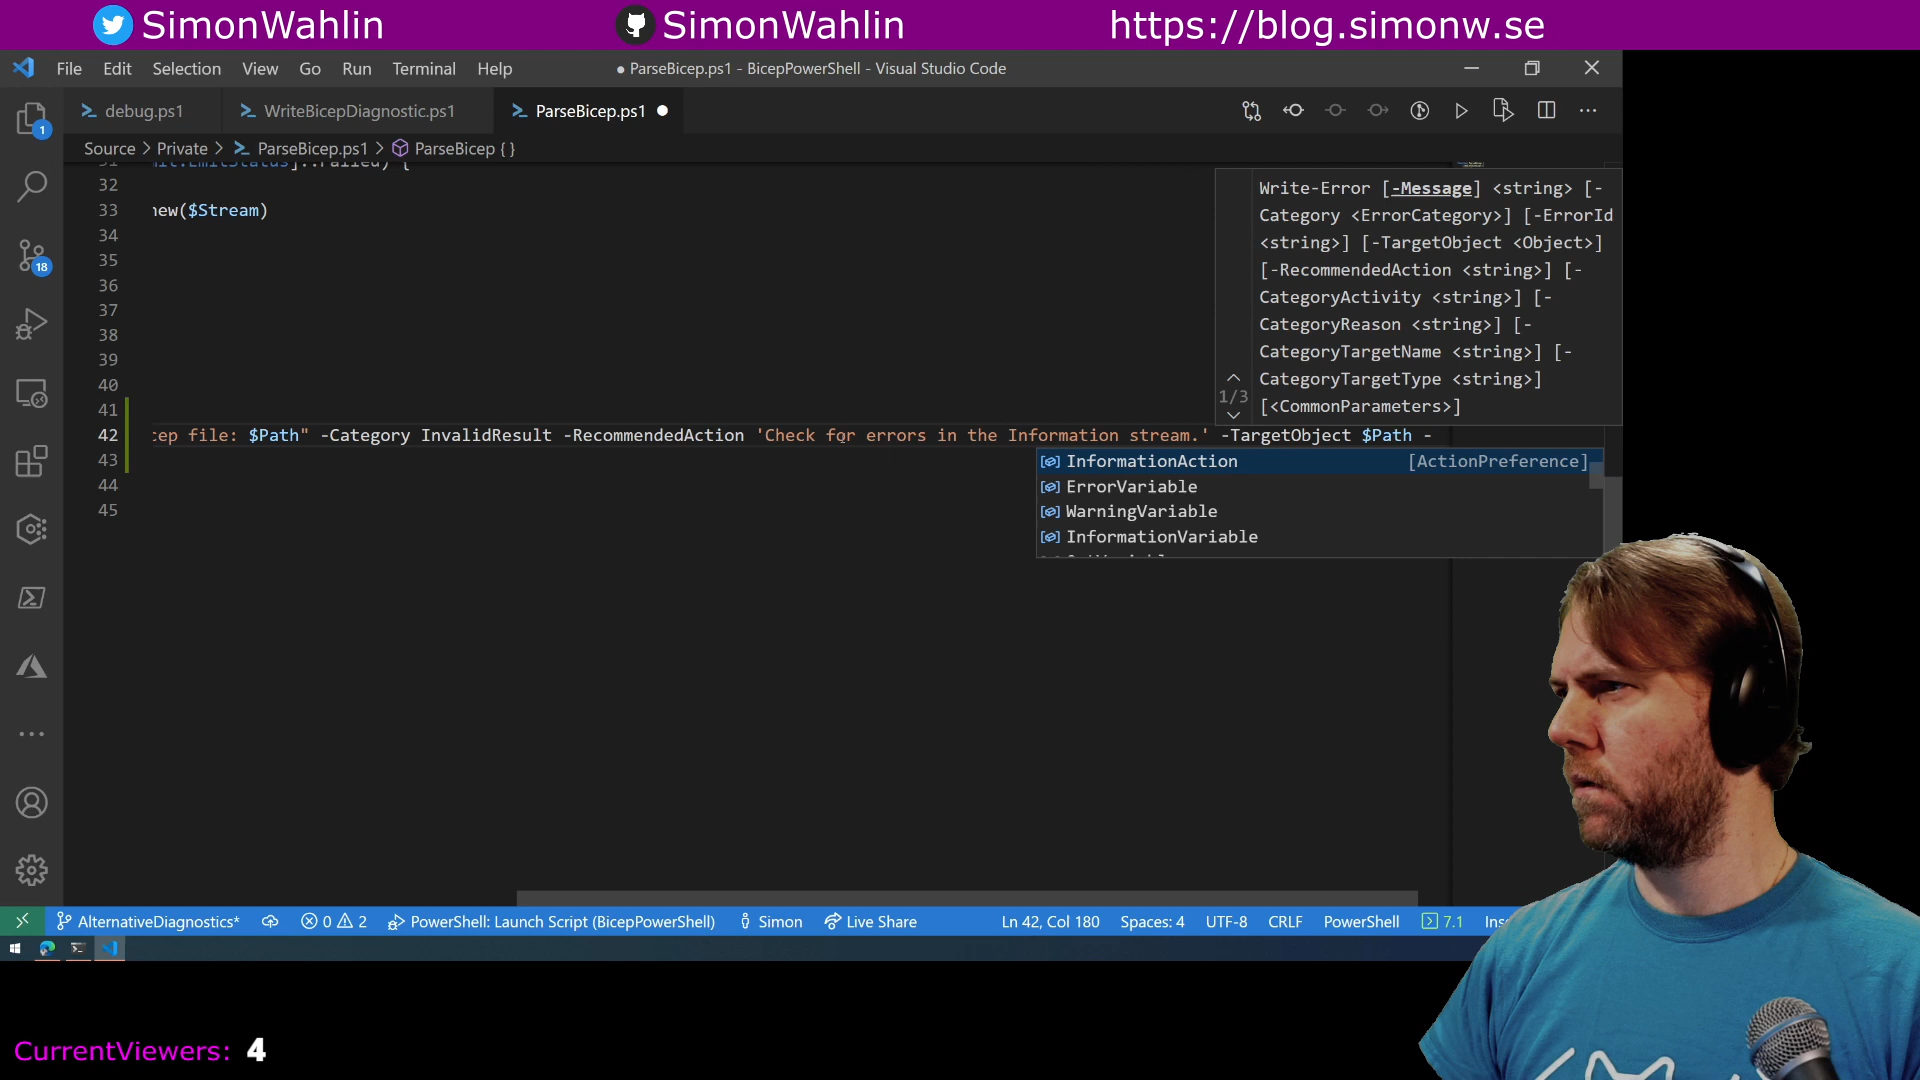 SimonWahlin
SimonWahlin
https://blog.simonw.se
File Edit Selection View Go Run Terminal Help
● ParseBicep.ps1 - BicepPowerShell - Visual Studio Code
debug.ps1
WriteBicepDiagnostic.ps1
ParseBicep.ps1 ●
Source > Private > ParseBicep.ps1 > ParseBicep { }
32
33 new($Stream)
34
35
36
37
38
39
40
41
42 cep file: $Path" -Category InvalidResult -RecommendedAction 'Check for errors in the Information stream.' -TargetObject $Path -
43
44
45
Write-Error [-Message] <string> [-
Category <ErrorCategory>] [-ErrorId
<string>] [-TargetObject <Object>]
[-RecommendedAction <string>] [-
CategoryActivity <string>] [-
CategoryReason <string>] [-
CategoryTargetName <string>] [-
CategoryTargetType <string>]
[<CommonParameters>]
1/3
InformationAction [ActionPreference]
ErrorVariable
WarningVariable
InformationVariable
1
18
AlternativeDiagnostics* 0 2 PowerShell: Launch Script (BicepPowerShell) Simon Live Share Ln 42, Col 180 Spaces: 4 UTF-8 CRLF PowerShell 7.1
CurrentViewers: 4